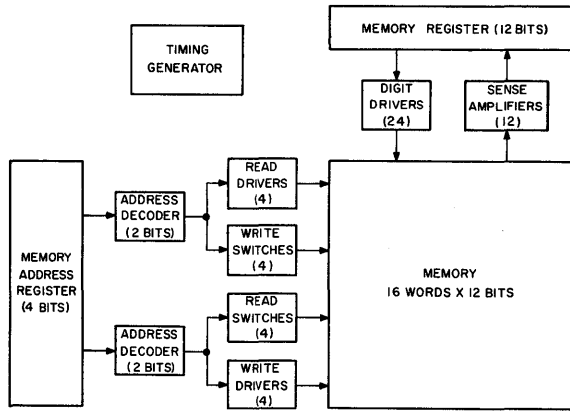 MEMORY REGISTER (12 BITS)
TIMING
GENERATOR
DIGIT
DRIVERS
(24)
SENSE
AMPLIFIERS
(12)
READ
DRIVERS
(4)
ADDRESS
DECODER
(2 BITS)
WRITE
SWITCHES
(4)
MEMORY
ADDRESS
REGISTER
(4 BITS)
MEMORY
16 WORDS X 12 BITS
READ
SWITCHES
(4)
ADDRESS
DECODER
(2 BITS)
WRITE
DRIVERS
(4)